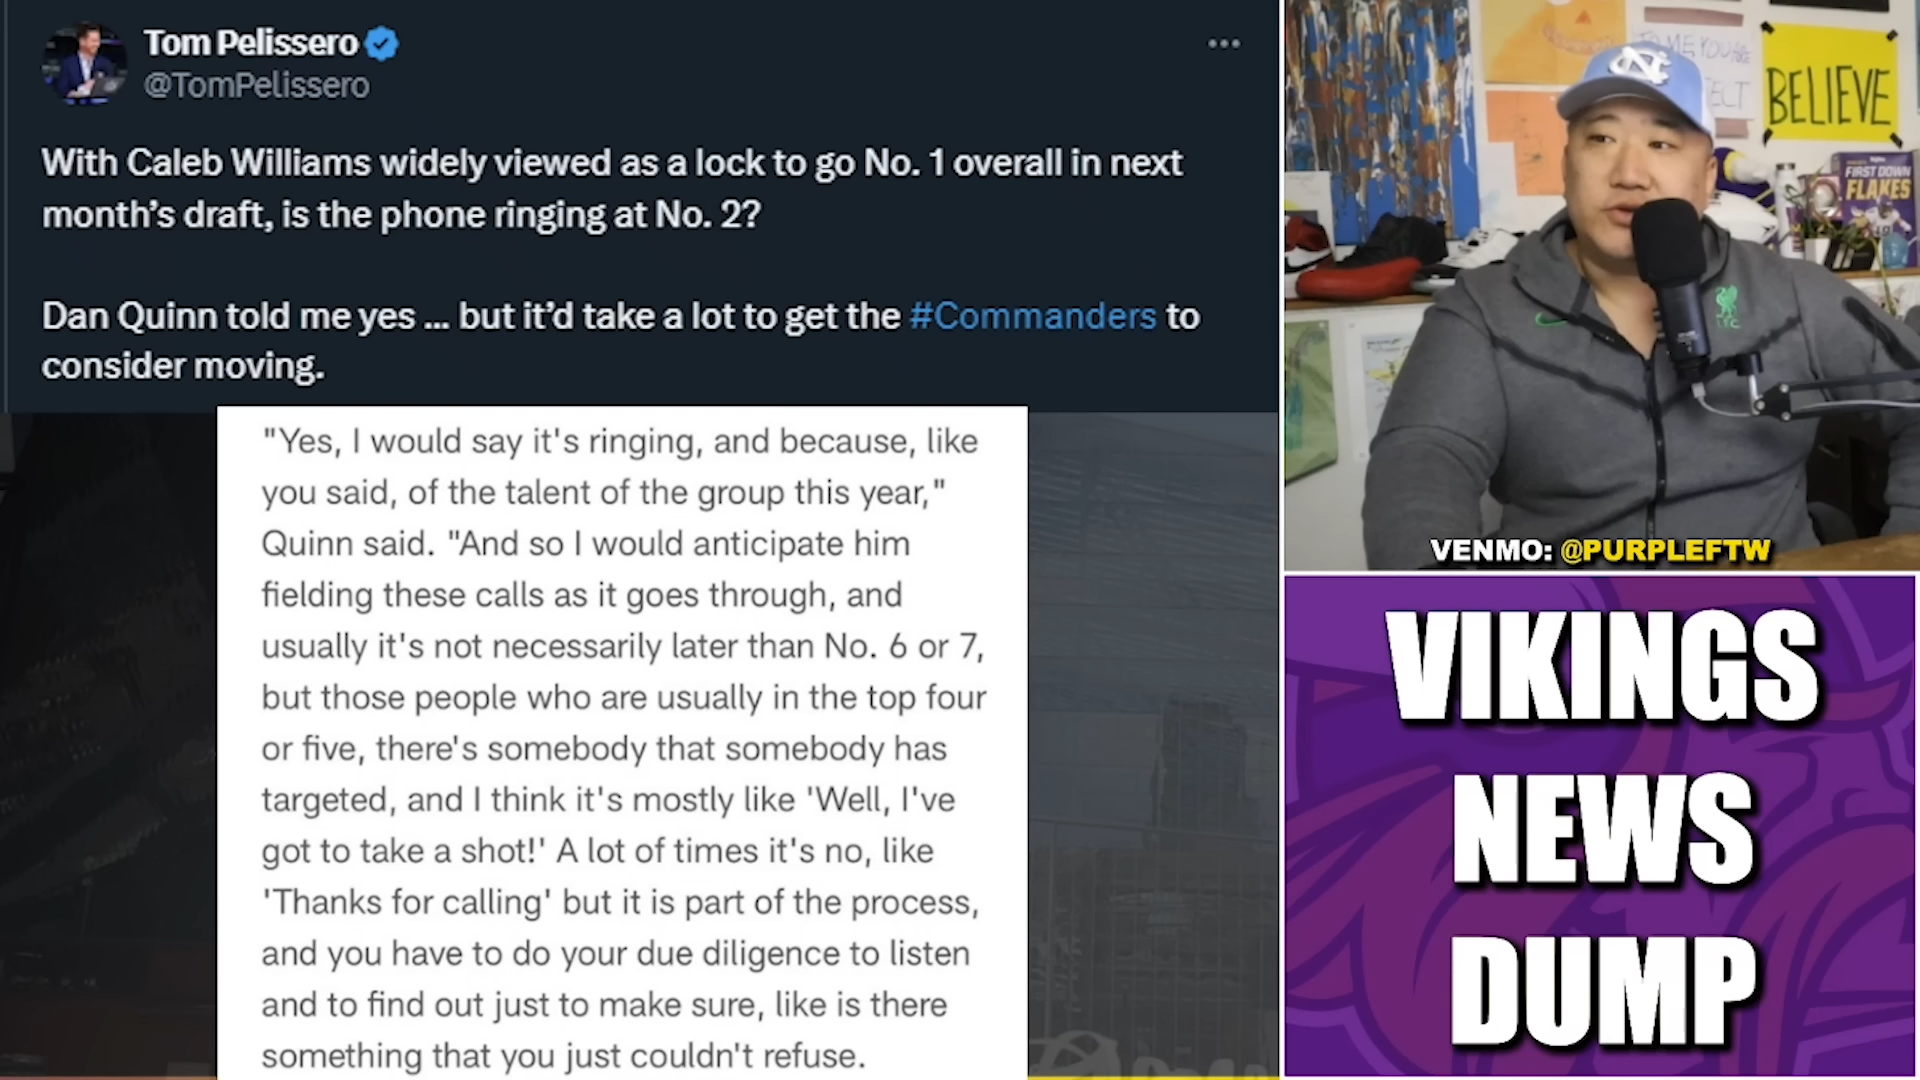 Tom Pelissero
@TomPelissero
With Caleb Williams widely viewed as a lock to go No. 1 overall in next
month’s draft, is the phone ringing at No. 2?
Dan Quinn told me yes ... but it’d take a lot to get the #Commanders to
consider moving.
"Yes, I would say it's ringing, and because, like
you said, of the talent of the group this year,"
Quinn said. "And so I would anticipate him
fielding these calls as it goes through, and
usually it's not necessarily later than No. 6 or 7,
but those people who are usually in the top four
or five, there's somebody that somebody has
targeted, and I think it's mostly like 'Well, I've
got to take a shot!' A lot of times it's no, like
'Thanks for calling' but it is part of the process,
and you have to do your due diligence to listen
and to find out just to make sure, like is there
something that you just couldn't refuse.
BELIEVE
FIRST DOWN
FLAKES
NC
VENMO: @PURPLEFTW
VIKINGS
NEWS
DUMP